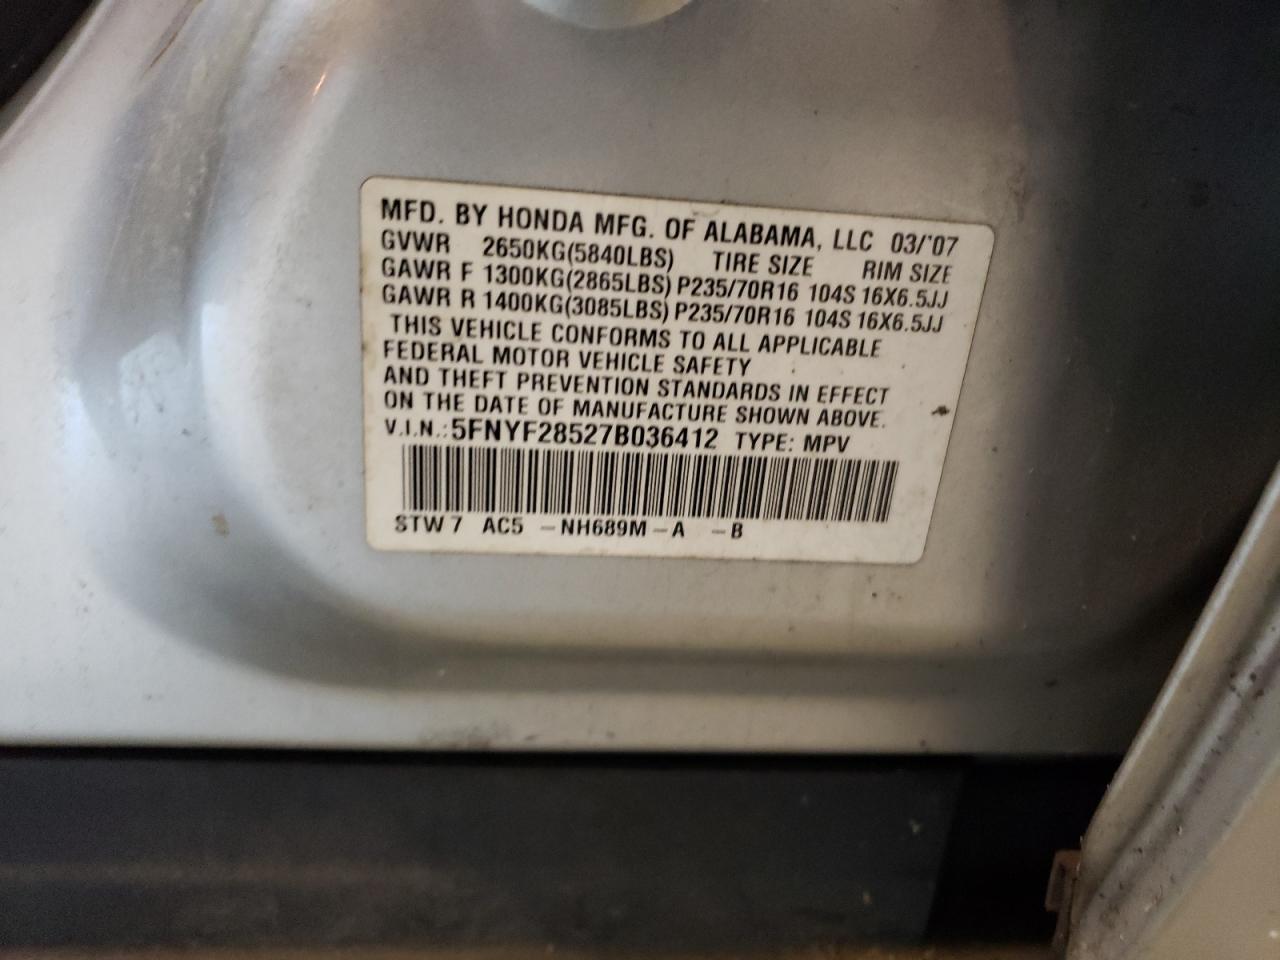 MFD. BY HONDA MFG. OF ALABAMA, LLC 03/'07
GVWR 2650KG(5840LBS) TIRE SIZE RIM SIZE
GAWR F 1300KG(2865LBS) P235/70R16 104S 16X6.5JJ
GAWR R 1400KG(3085LBS) P235/70R16 104S 16X6.5JJ
THIS VEHICLE CONFORMS TO ALL APPLICABLE
FEDERAL MOTOR VEHICLE SAFETY
AND THEFT PREVENTION STANDARDS IN EFFECT
ON THE DATE OF MANUFACTURE SHOWN ABOVE.
V.I.N.: 5FNYF28527B036412 TYPE: MPV
STW 7 AC5 -NH689M-A -B